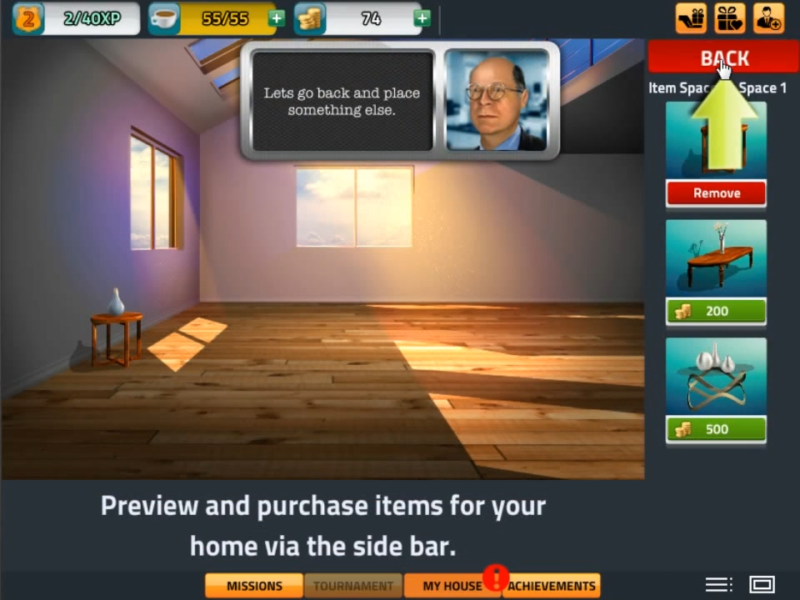 2
2/40XP
55/55
74
Lets go back and place
something else.
BACK
Item Spac Space 1
Remove
200
500
Preview and purchase items for your
home via the side bar.
MISSIONS
TOURNAMENT
MY HOUSE
!
ACHIEVEMENTS